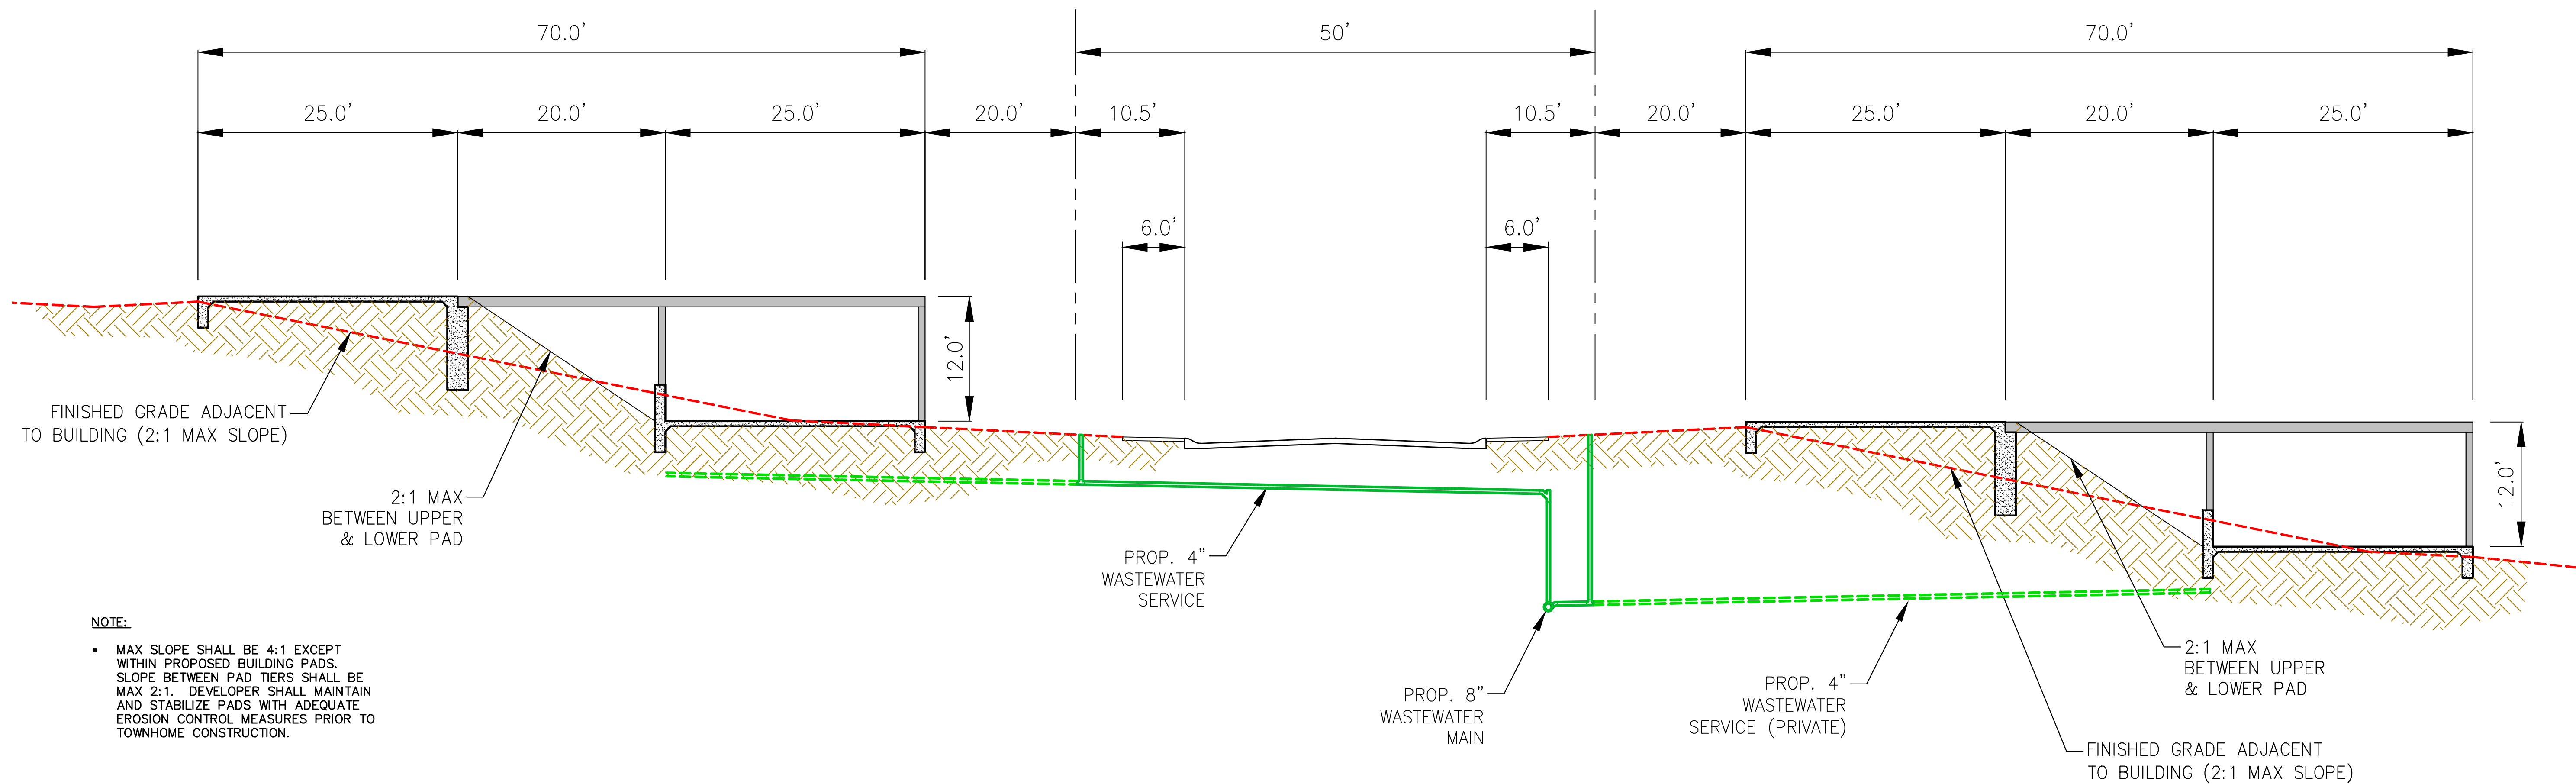 70.0'
50'
70.0'
25.0'
20.0'
25.0'
20.0'
10.5'
10.5'
20.0'
25.0'
20.0'
25.0'
6.0'
6.0'
12.0'
12.0'
FINISHED GRADE ADJACENT
TO BUILDING (2:1 MAX SLOPE)
2:1 MAX
BETWEEN UPPER
& LOWER PAD
PROP. 4"
WASTEWATER
SERVICE
PROP. 8"
WASTEWATER
MAIN
PROP. 4"
WASTEWATER
SERVICE (PRIVATE)
2:1 MAX
BETWEEN UPPER
& LOWER PAD
FINISHED GRADE ADJACENT
TO BUILDING (2:1 MAX SLOPE)
NOTE:
• MAX SLOPE SHALL BE 4:1 EXCEPT
WITHIN PROPOSED BUILDING PADS.
SLOPE BETWEEN PAD TIERS SHALL BE
MAX 2:1. DEVELOPER SHALL MAINTAIN
AND STABILIZE PADS WITH ADEQUATE
EROSION CONTROL MEASURES PRIOR TO
TOWNHOME CONSTRUCTION.